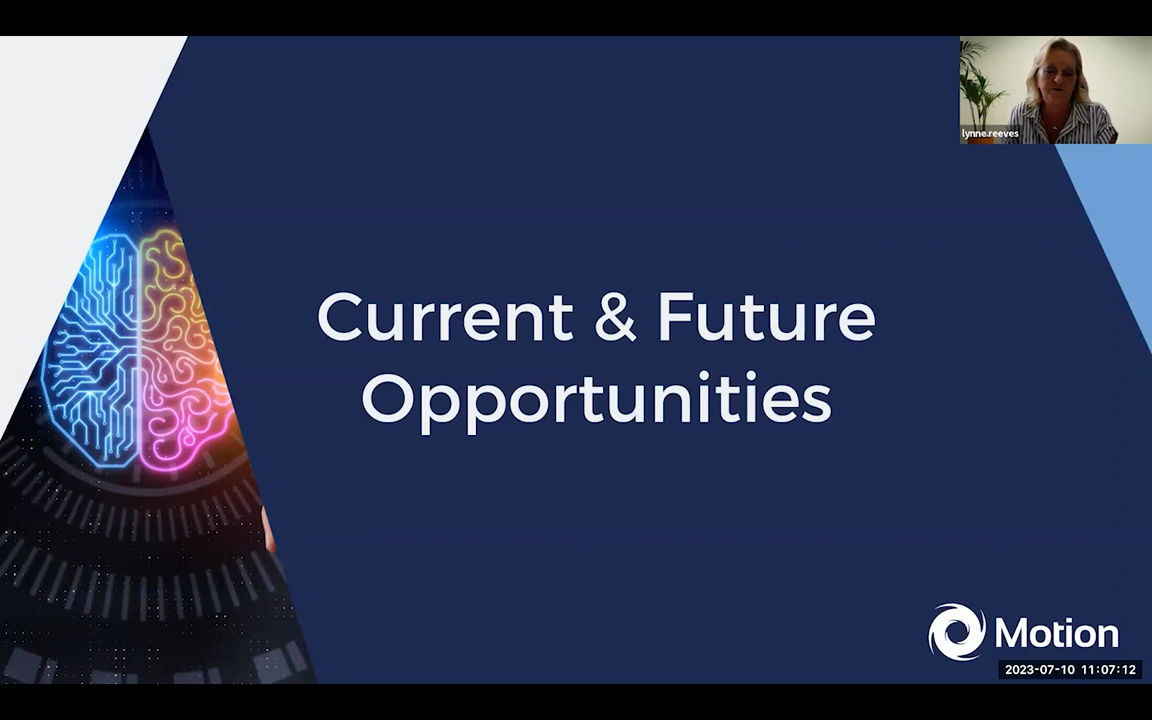 lynne.reeves
Current & Future
Opportunities
Motion
2023-07-10 11:07:12